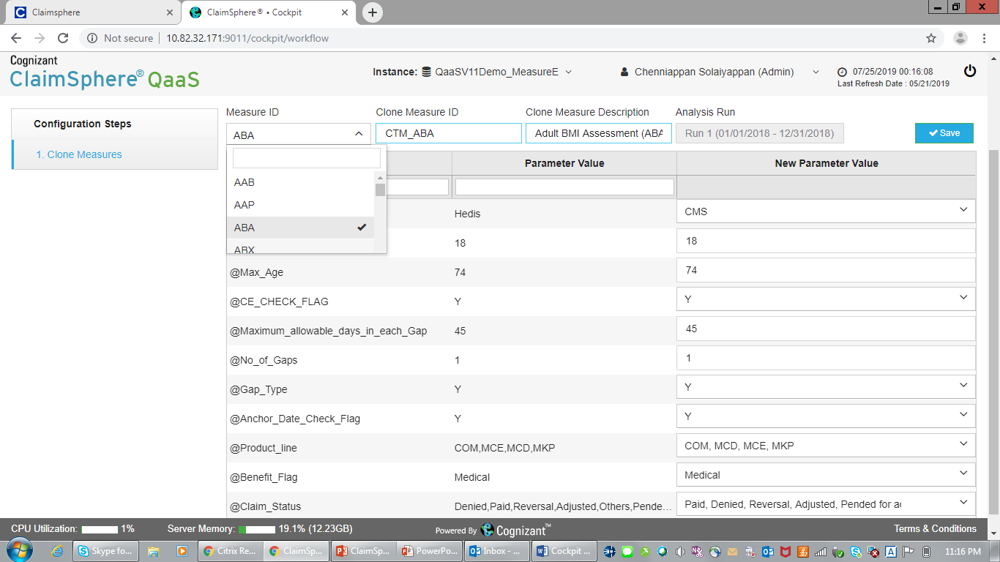 Claimsphere
ClaimSphere® • Cockpit
Not secure
10.82.32.171:9011/cockpit/workflow
Cognizant
ClaimSphere® QaaS
Instance: QaaSV11Demo_MeasureE
Chenniappan Solaiyappan (Admin)
07/25/2019 00:16:08
Last Refresh Date : 05/21/2019
Configuration Steps
1. Clone Measures
Measure ID
Clone Measure ID
Clone Measure Description
Analysis Run
ABA
CTM_ABA
Adult BMI Assessment (ABA
Run 1 (01/01/2018 - 12/31/2018)
Save
AAB
AAP
ABA
ABX
Parameter Value
New Parameter Value
Hedis
CMS
18
18
@Max_Age
74
74
@CE_CHECK_FLAG
Y
Y
@Maximum_allowable_days_in_each_Gap
45
45
@No_of_Gaps
1
1
@Gap_Type
Y
Y
@Anchor_Date_Check_Flag
Y
Y
@Product_line
COM,MCE,MCD,MKP
COM, MCD, MCE, MKP
@Benefit_Flag
Medical
Medical
@Claim_Status
Denied,Paid,Reversal,Adjusted,Others,Pende...
Paid, Denied, Reversal, Adjusted, Pended for ac
CPU Utilization: 1%
Server Memory: 19.1% (12.23GB)
Powered By Cognizant™
Terms & Conditions
Skype fo...
Citrix Re...
ClaimSp...
ClaimSp...
PowerPo...
Inbox - ...
Cockpit ...
11:16 PM